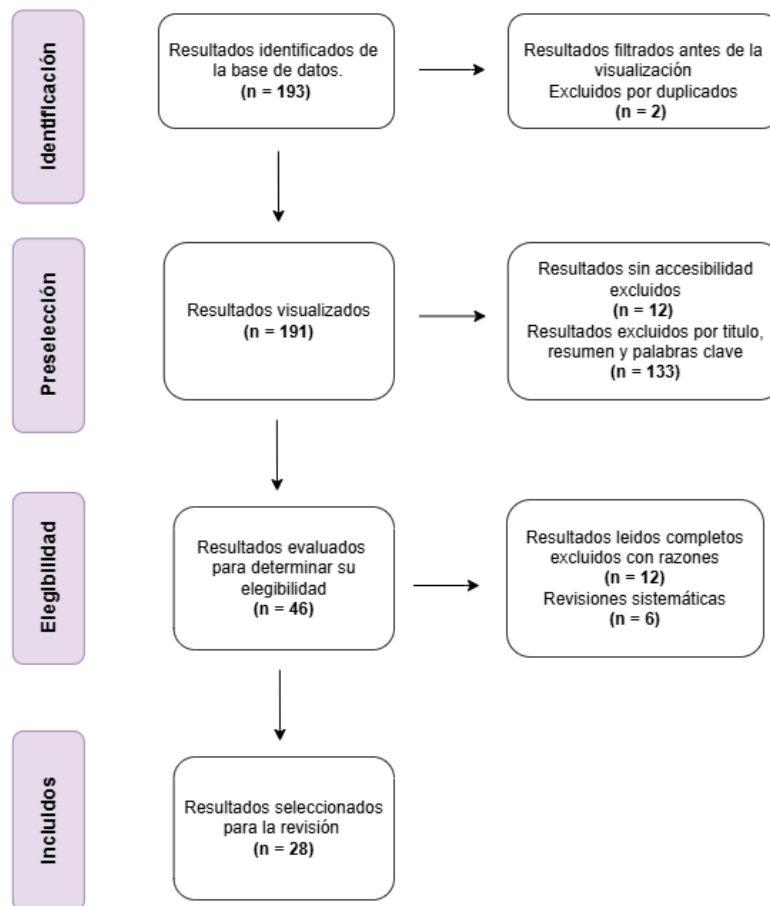 Identificación
Resultados identificados de
la base de datos.
(n = 193)
Resultados filtrados antes de la
visualización
Excluidos por duplicados
(n = 2)
Preselección
Resultados visualizados
(n = 191)
Resultados sin accesibilidad
excluidos
(n = 12)
Resultados excluidos por titulo,
resumen y palabras clave
(n = 133)
Elegibilidad
Resultados evaluados
para determinar su
elegibilidad
(n = 46)
Resultados leidos completos
excluidos con razones
(n = 12)
Revisiones sistemáticas
(n = 6)
Incluidos
Resultados seleccionados
para la revisión
(n = 28)